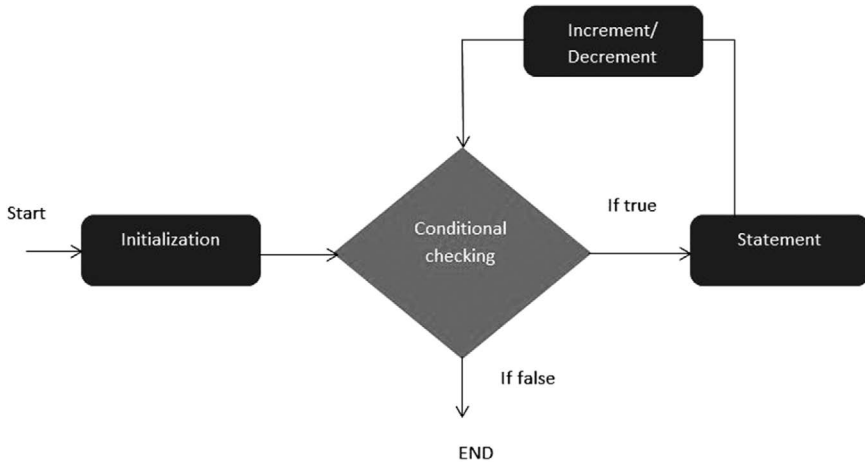 Increment/
Decrement
Start
Initialization
Conditional
checking
If true
Statement
If false
END